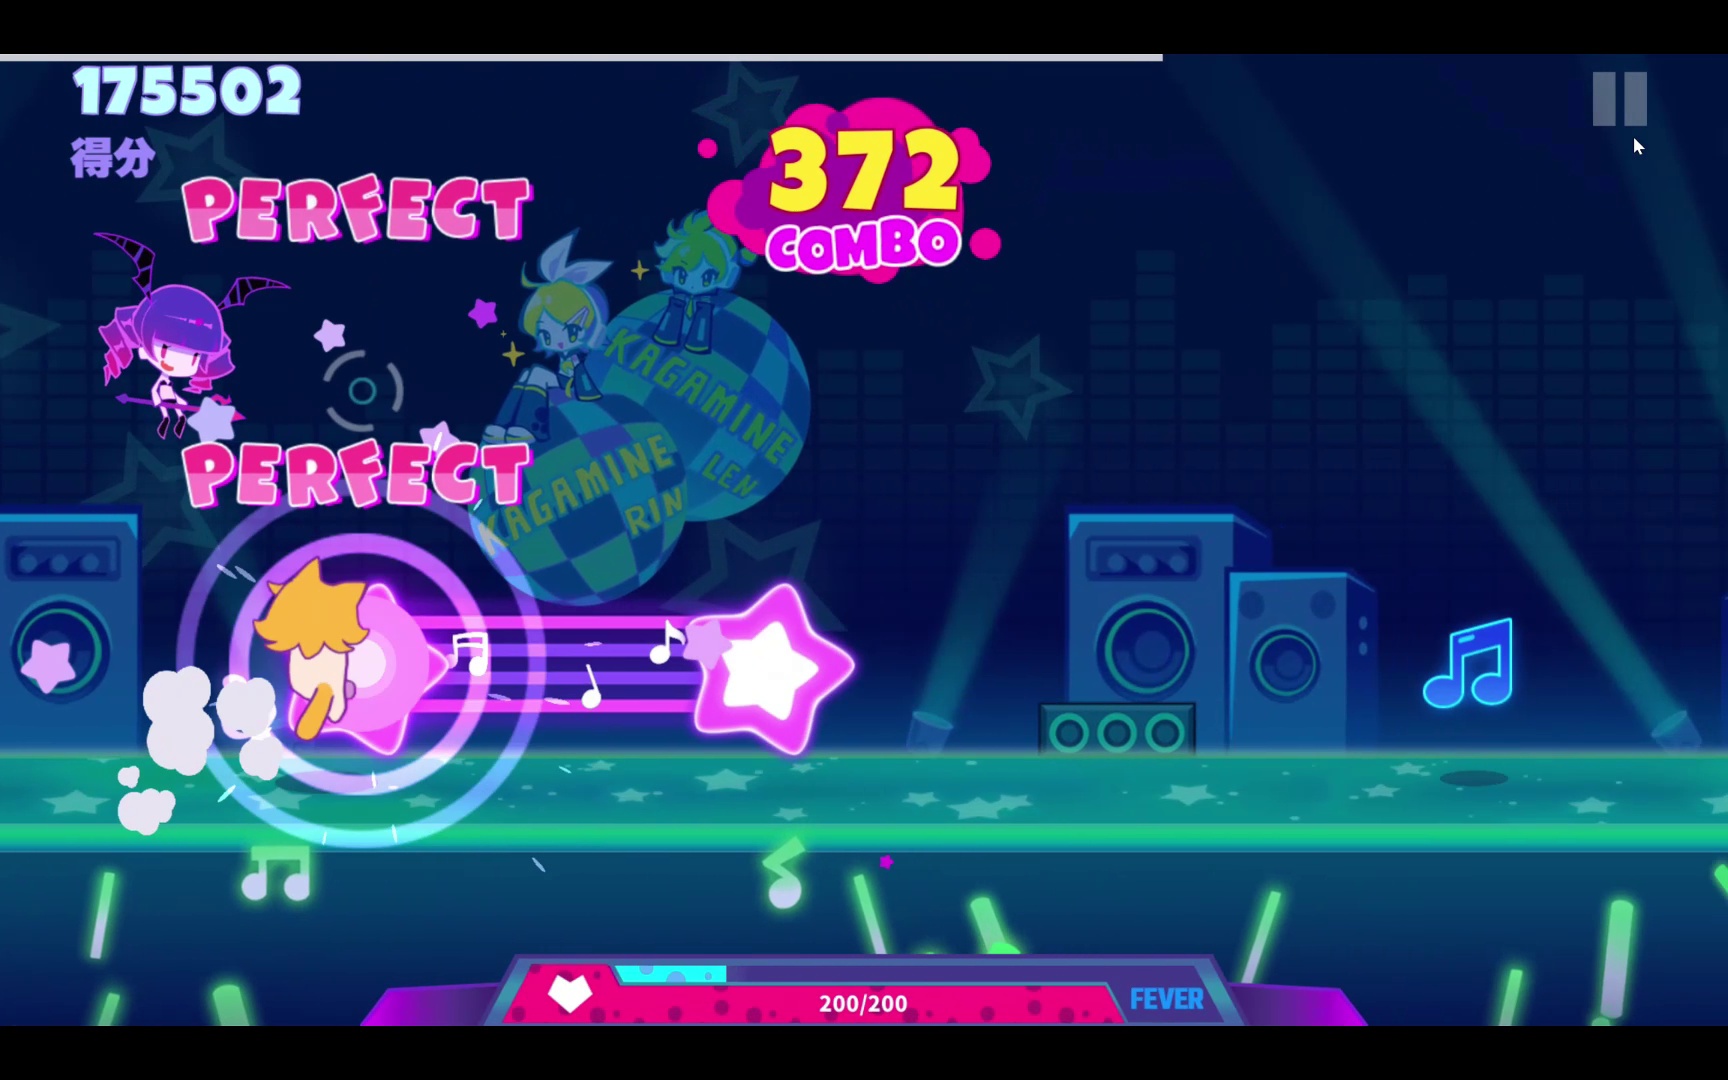 175502
得分
PERFECT
372
COMBO
KAGAMINE
LEN
PERFECT
KAGAMINE
RIN
200/200
FEVER